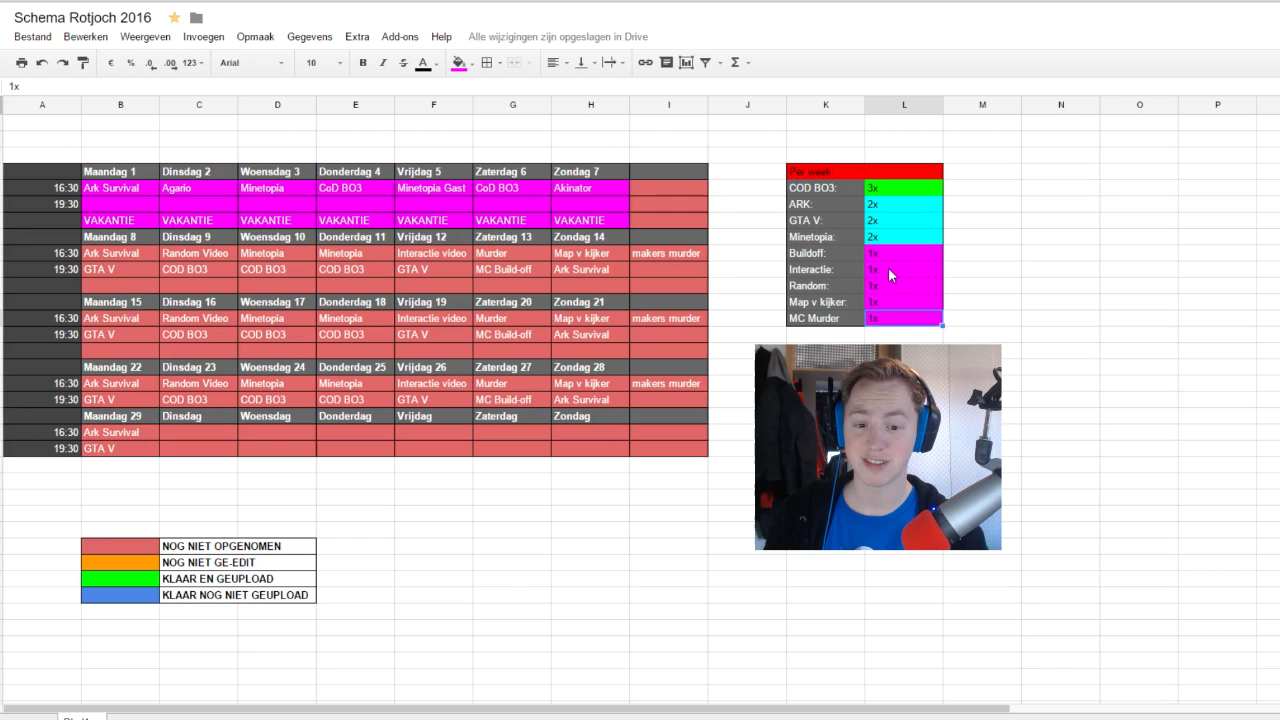 Schema Rotjoch 2016
Bestand Bewerken Weergeven Invoegen Opmaak Gegevens Extra Add-ons Help Alle wijzigingen zijn opgeslagen in Drive
€ % .0 .00 123 Arial 10 B I S A Σ
1x
A B C D E F G H I J K L M N O P
Maandag 1 Dinsdag 2 Woensdag 3 Donderdag 4 Vrijdag 5 Zaterdag 6 Zondag 7 Per week:
16:30 Ark Survival Agario Minetopia CoD BO3 Minetopia Gast CoD BO3 Akinator COD BO3: 3x
19:30 ARK: 2x
VAKANTIE VAKANTIE VAKANTIE VAKANTIE VAKANTIE VAKANTIE VAKANTIE GTA V: 2x
Maandag 8 Dinsdag 9 Woensdag 10 Donderdag 11 Vrijdag 12 Zaterdag 13 Zondag 14 Minetopia: 2x
16:30 Ark Survival Random Video Minetopia Minetopia Interactie video Murder Map v kijker makers murder Buildoff: 1x
19:30 GTA V COD BO3 COD BO3 COD BO3 GTA V MC Build-off Ark Survival Interactie: 1x
Random: 1x
Maandag 15 Dinsdag 16 Woensdag 17 Donderdag 18 Vrijdag 19 Zaterdag 20 Zondag 21 Map v kijker: 1x
16:30 Ark Survival Random Video Minetopia Minetopia Interactie video Murder Map v kijker makers murder MC Murder 1x
19:30 GTA V COD BO3 COD BO3 COD BO3 GTA V MC Build-off Ark Survival
Maandag 22 Dinsdag 23 Woensdag 24 Donderdag 25 Vrijdag 26 Zaterdag 27 Zondag 28
16:30 Ark Survival Random Video Minetopia Minetopia Interactie video Murder Map v kijker makers murder
19:30 GTA V COD BO3 COD BO3 COD BO3 GTA V MC Build-off Ark Survival
Maandag 29 Dinsdag Woensdag Donderdag Vrijdag Zaterdag Zondag
16:30 Ark Survival
19:30 GTA V
NOG NIET OPGENOMEN
NOG NIET GE-EDIT
KLAAR EN GEUPLOAD
KLAAR NOG NIET GEUPLOAD